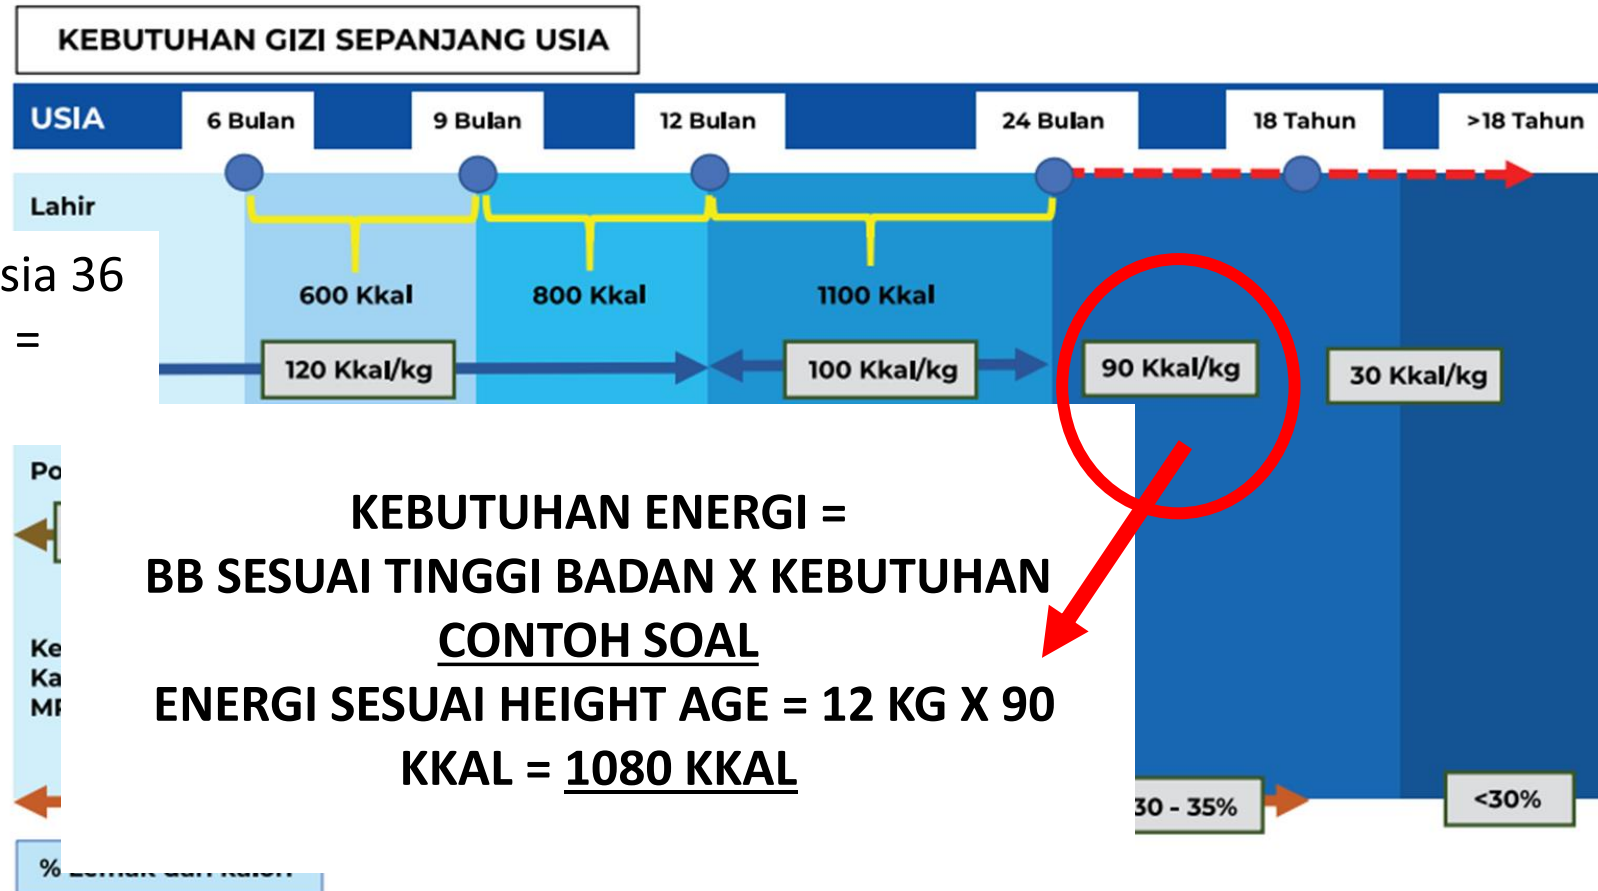 KEBUTUHAN GIZI SEPANJANG USIA
USIA 6 Bulan 9 Bulan 12 Bulan 24 Bulan 18 Tahun >18 Tahun
Lahir
sia 36
=
600 Kkal 800 Kkal 1100 Kkal
120 Kkal/kg 100 Kkal/kg 90 Kkal/kg 30 Kkal/kg
Po
KEBUTUHAN ENERGI =
BB SESUAI TINGGI BADAN X KEBUTUHAN
CONTOH SOAL
ENERGI SESUAI HEIGHT AGE = 12 KG X 90
KKAL = 1080 KKAL
Ke
Ka
30 - 35% <30%
%